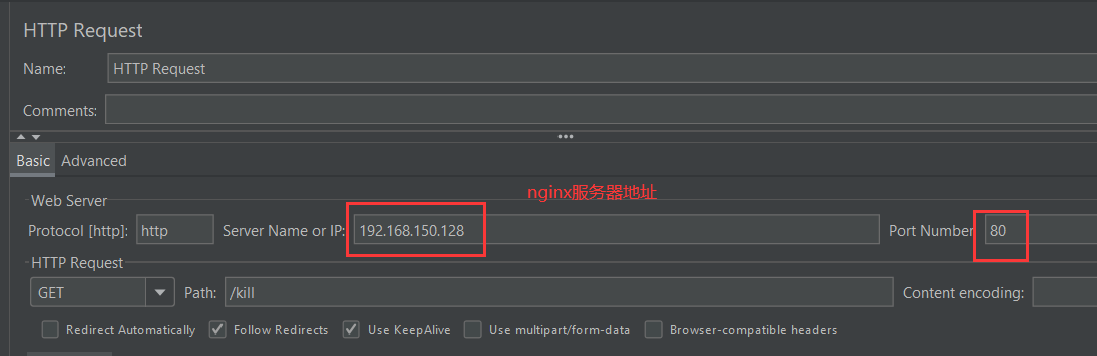 HTTP Request
Name: HTTP Request
Comments:
Basic Advanced
nginx服务器地址
Web Server
Protocol [http]: http Server Name or IP: 192.168.150.128 Port Number 80
HTTP Request
GET Path: /kill Content encoding:
Redirect Automatically Follow Redirects Use KeepAlive Use multipart/form-data Browser-compatible headers